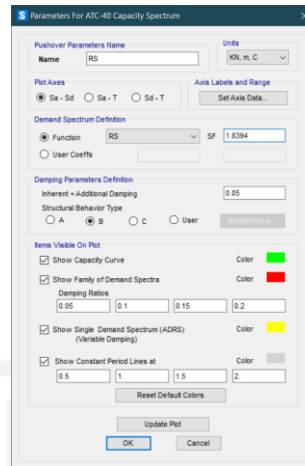 S Parameters For ATC-40 Capacity Spectrum
Pushover Parameters Name
Name RS
Units
KN, m, C
Plot Axes
Sa - Sd Sa - T Sd - T
Axis Labels and Range
Set Axis Data...
Demand Spectrum Definition
Function RS SF 1.8394
User Coeffs
Damping Parameters Definition
Inherent + Additional Damping 0.05
Structural Behavior Type
A B C User Modify/Show...
Items Visible On Plot
Show Capacity Curve Color
Show Family of Demand Spectra Color
Damping Ratios
0.05 0.1 0.15 0.2
Show Single Demand Spectrum (ADRS) Color
(Variable Damping)
Show Constant Period Lines at Color
0.5 1. 1.5 2.
Reset Default Colors
Update Plot
OK Cancel